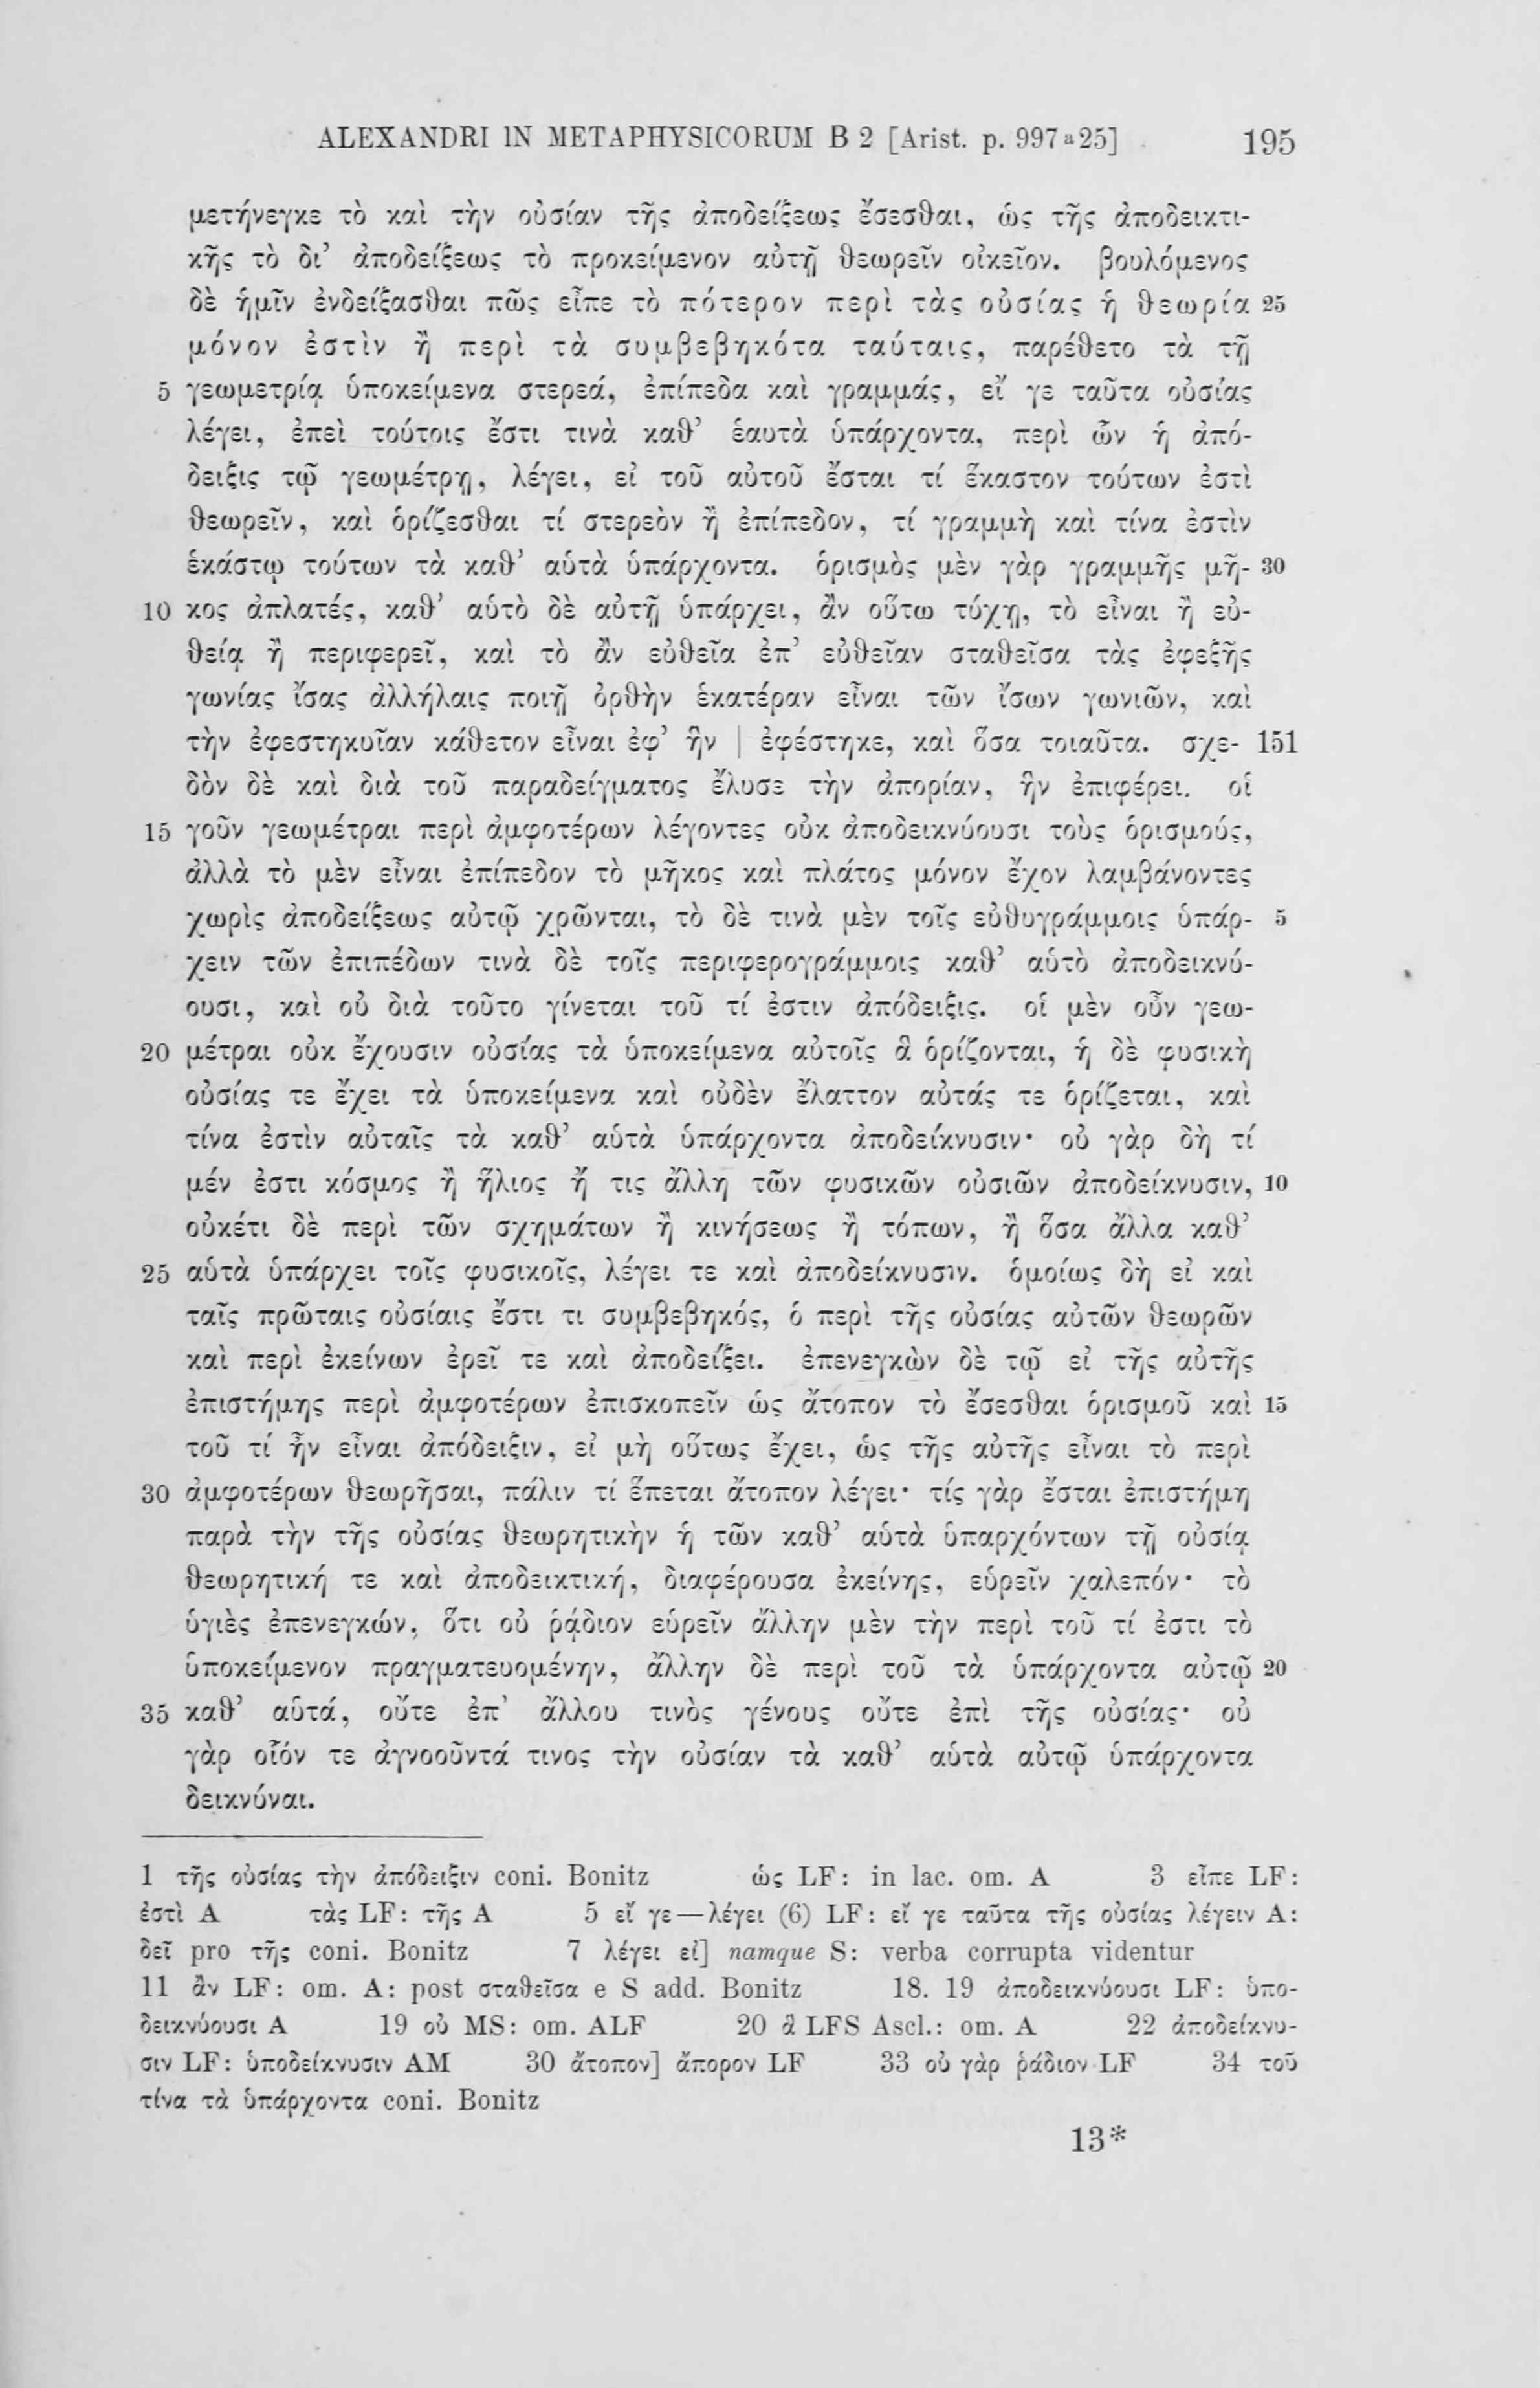 ALEXANDRI IN METAPHYSICORUM B 2 [Arist. p. 997 a 25] 195
μετήνεγκε τὸ καὶ τὴν οὐσίαν τῆς ἀποδείξεως ἔσεσθαι, ὡς τῆς ἀποδεικτι-
κῆς τὸ δι’ ἀποδείξεως τὸ προκείμενον αὐτῇ θεωρεῖν οἰκεῖον. βουλόμενος
δὲ ἡμῖν ἐνδείξασθαι πῶς εἶπε τὸ πότερον περὶ τὰς οὐσίας ἡ θεωρία 25
μόνον ἐστὶν ἢ περὶ τὰ συμβεβηκότα ταύταις, παρέθετο τὰ τῇ
5 γεωμετρίᾳ ὑποκείμενα στερεά, ἐπίπεδα καὶ γραμμάς, εἴ γε ταῦτα οὐσίας
λέγει, ἐπεὶ τούτοις ἔστι τινὰ καθ’ ἑαυτὰ ὑπάρχοντα, περὶ ὧν ἡ ἀπό-
δειξις τῷ γεωμέτρῃ, λέγει, εἰ τοῦ αὐτοῦ ἔσται τί ἕκαστον τούτων ἐστὶ
θεωρεῖν, καὶ ὁρίζεσθαι τί στερεὸν ἢ ἐπίπεδον, τί γραμμὴ καὶ τίνα ἐστὶν
ἑκάστῳ τούτων τὰ καθ’ αὑτὰ ὑπάρχοντα. ὁρισμὸς μὲν γὰρ γραμμῆς μῆ- 30
10 κος ἀπλατές, καθ’ αὑτὸ δὲ αὐτῇ ὑπάρχει, ἂν οὕτω τύχῃ, τὸ εἶναι ἢ εὐ-
θείᾳ ἢ περιφερεῖ, καὶ τὸ ἂν εὐθεῖα ἐπ’ εὐθεῖαν σταθεῖσα τὰς ἐφεξῆς
γωνίας ἴσας ἀλλήλαις ποιῇ ὀρθὴν ἑκατέραν εἶναι τῶν ἴσων γωνιῶν, καὶ
τὴν ἐφεστηκυῖαν κάθετον εἶναι ἐφ’ ἣν | ἐφέστηκε, καὶ ὅσα τοιαῦτα. σχε- 151
δὸν δὲ καὶ διὰ τοῦ παραδείγματος ἔλυσε τὴν ἀπορίαν, ἣν ἐπιφέρει. οἱ
15 γοῦν γεωμέτραι περὶ ἀμφοτέρων λέγοντες οὐκ ἀποδεικνύουσι τοὺς ὁρισμούς,
ἀλλὰ τὸ μὲν εἶναι ἐπίπεδον τὸ μῆκος καὶ πλάτος μόνον ἔχον λαμβάνοντες
χωρὶς ἀποδείξεως αὐτῷ χρῶνται, τὸ δὲ τινὰ μὲν τοῖς εὐθυγράμμοις ὑπάρ- 5
χειν τῶν ἐπιπέδων τινὰ δὲ τοῖς περιφερογράμμοις καθ’ αὑτὸ ἀποδεικνύ-
ουσι, καὶ οὐ διὰ τοῦτο γίνεται τοῦ τί ἐστιν ἀπόδειξις. οἱ μὲν οὖν γεω-
20 μέτραι οὐκ ἔχουσιν οὐσίας τὰ ὑποκείμενα αὐτοῖς ἃ ὁρίζονται, ἡ δὲ φυσικὴ
οὐσίας τε ἔχει τὰ ὑποκείμενα καὶ οὐδὲν ἔλαττον αὐτάς τε ὁρίζεται, καὶ
τίνα ἐστὶν αὐταῖς τὰ καθ’ αὑτὰ ὑπάρχοντα ἀποδείκνυσιν· οὐ γὰρ δὴ τί
μέν ἐστι κόσμος ἢ ἥλιος ἤ τις ἄλλη τῶν φυσικῶν οὐσιῶν ἀποδείκνυσιν, 10
οὐκέτι δὲ περὶ τῶν σχημάτων ἢ κινήσεως ἢ τόπων, ἢ ὅσα ἄλλα καθ’
25 αὑτὰ ὑπάρχει τοῖς φυσικοῖς, λέγει τε καὶ ἀποδείκνυσιν. ὁμοίως δὴ εἰ καὶ
ταῖς πρῶταις οὐσίαις ἔστι τι συμβεβηκός, ὁ περὶ τῆς οὐσίας αὐτῶν θεωρῶν
καὶ περὶ ἐκείνων ἐρεῖ τε καὶ ἀποδείξει. ἐπενεγκὼν δὲ τῷ εἰ τῆς αὐτῆς
ἐπιστήμης περὶ ἀμφοτέρων ἐπισκοπεῖν ὡς ἄτοπον τὸ ἔσεσθαι ὁρισμοῦ καὶ 15
τοῦ τί ἦν εἶναι ἀπόδειξιν, εἰ μὴ οὕτως ἔχει, ὡς τῆς αὐτῆς εἶναι τὸ περὶ
30 ἀμφοτέρων θεωρῆσαι, πάλιν τί ἕπεται ἄτοπον λέγει· τίς γὰρ ἔσται ἐπιστήμη
παρὰ τὴν τῆς οὐσίας θεωρητικὴν ἡ τῶν καθ’ αὑτὰ ὑπαρχόντων τῇ οὐσίᾳ
θεωρητική τε καὶ ἀποδεικτική, διαφέρουσα ἐκείνης, εὑρεῖν χαλεπόν· τὸ
ὑγιὲς ἐπενεγκών, ὅτι οὐ ῥᾴδιον εὑρεῖν ἄλλην μὲν τὴν περὶ τοῦ τί ἐστι τὸ
ὑποκείμενον πραγματευομένην, ἄλλην δὲ περὶ τοῦ τὰ ὑπάρχοντα αὐτῷ 20
35 καθ’ αὑτά, οὔτε ἐπ’ ἄλλου τινὸς γένους οὔτε ἐπὶ τῆς οὐσίας· οὐ
γὰρ οἷόν τε ἀγνοοῦντά τινος τὴν οὐσίαν τὰ καθ’ αὑτὰ αὐτῷ ὑπάρχοντα
δεικνύναι.
1 τῆς οὐσίας τὴν ἀπόδειξιν coni. Bonitz ὡς LF: in lac. om. A 3 εἶπε LF:
ἐστὶ A τὰς LF: τῆς A 5 εἴ γε—λέγει (6) LF: εἴ γε ταῦτα τῆς οὐσίας λέγειν A:
δεῖ pro τῆς coni. Bonitz 7 λέγει εἰ] namque S: verba corrupta videntur
11 ἂν LF: om. A: post σταθεῖσα e S add. Bonitz 18. 19 ἀποδεικνύουσι LF: ὑπο-
δεικνύουσι A 19 οὐ MS: om. ALF 20 ἃ LFS Ascl.: om. A 22 ἀποδείκνυ-
σιν LF: ὑποδείκνυσιν AM 30 ἄτοπον] ἄπορον LF 33 οὐ γὰρ ῥάδιον LF 34 τοῦ
τίνα τὰ ὑπάρχοντα coni. Bonitz
13*